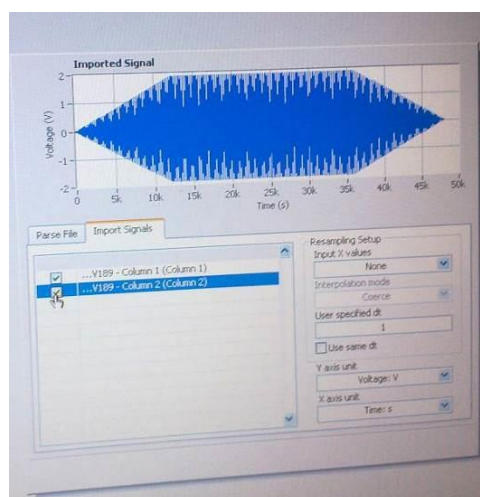 Imported Signal
2
1
0
-1
-2
Voltage (V)
0 5k 10k 15k 20k 25k 30k 35k 40k 45k 50k
Time (s)
Parse File Import Signals
...V189 - Column 1 (Column 1)
...V189 - Column 2 (Column 2)
Resampling Setup
Input X values
None
Interpolation mode
Coerce
User specified dt
1
Use same dt
Y axis unit
Voltage: V
X axis unit
Time: s